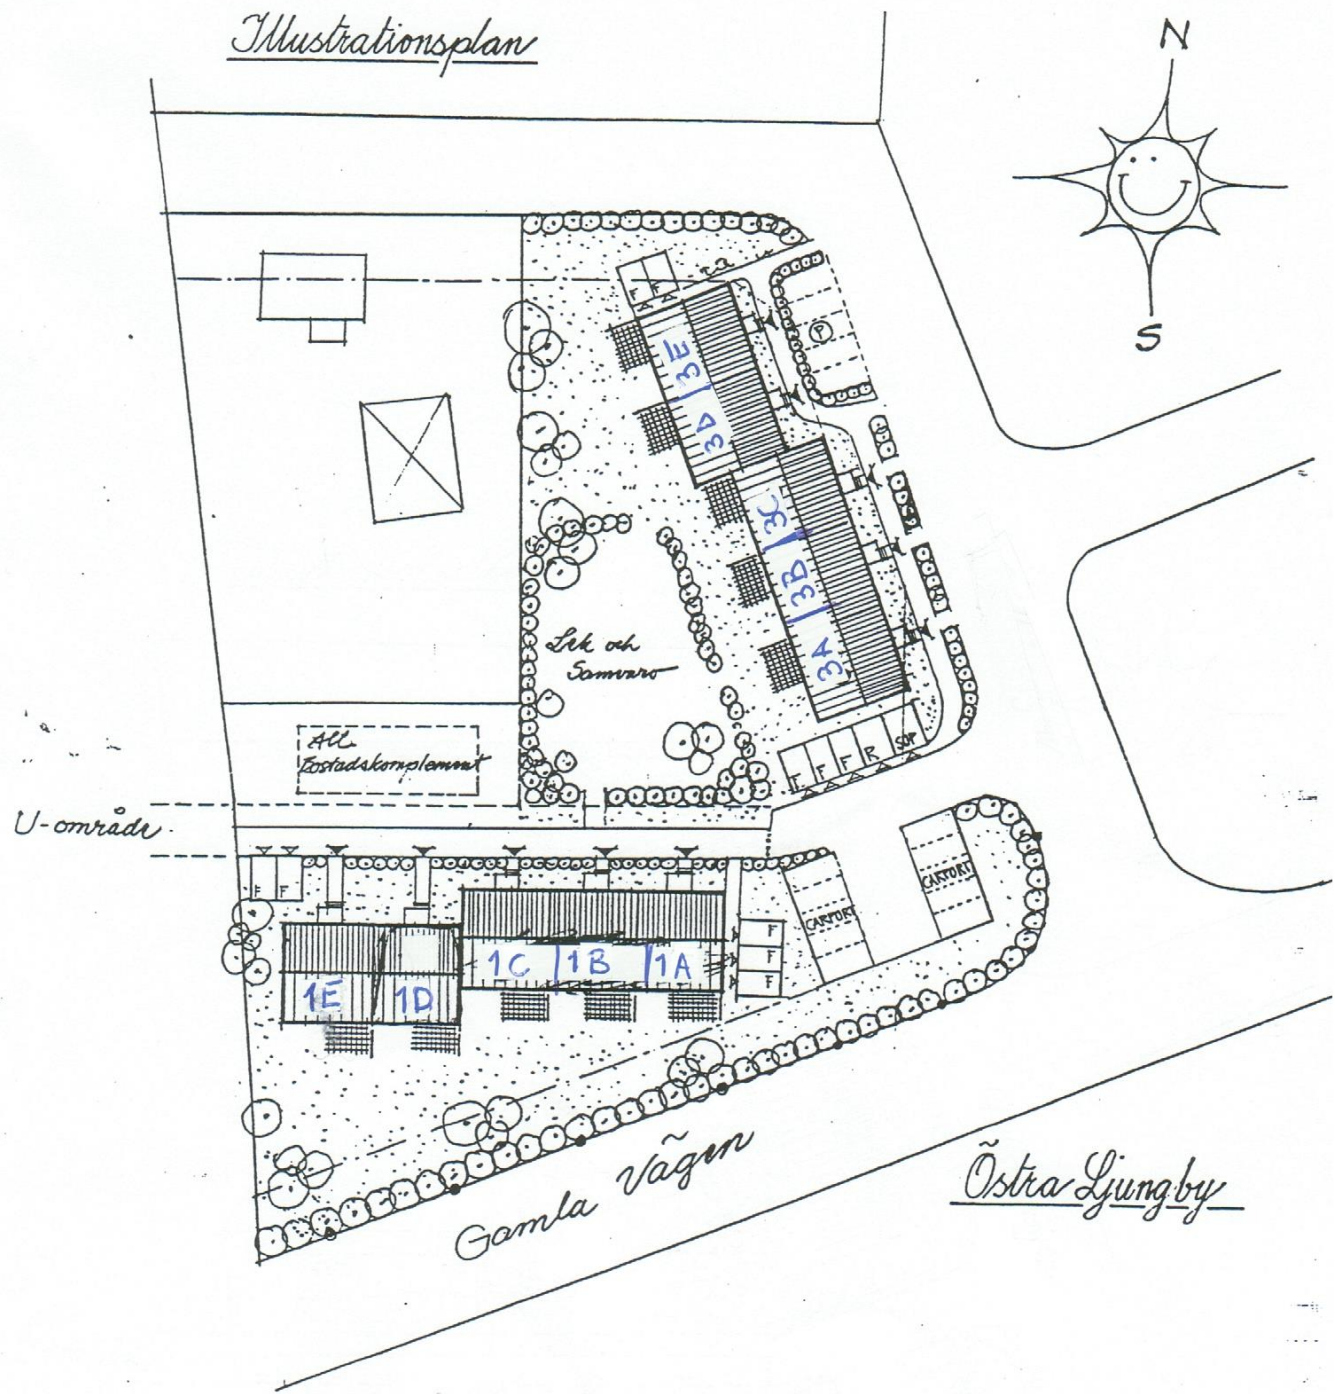 Illustrationsplan
N
S
F
F
P
3E
3D
3C
3B
3A
Lek och
Samvaro
All.
Bostadskomplement
F
F
F
R
SOP
U-område
F
F
CARPORT
CARPORT
1E
1D
1C
1B
1A
F
F
F
Gamla Vägen
Östra Ljungby